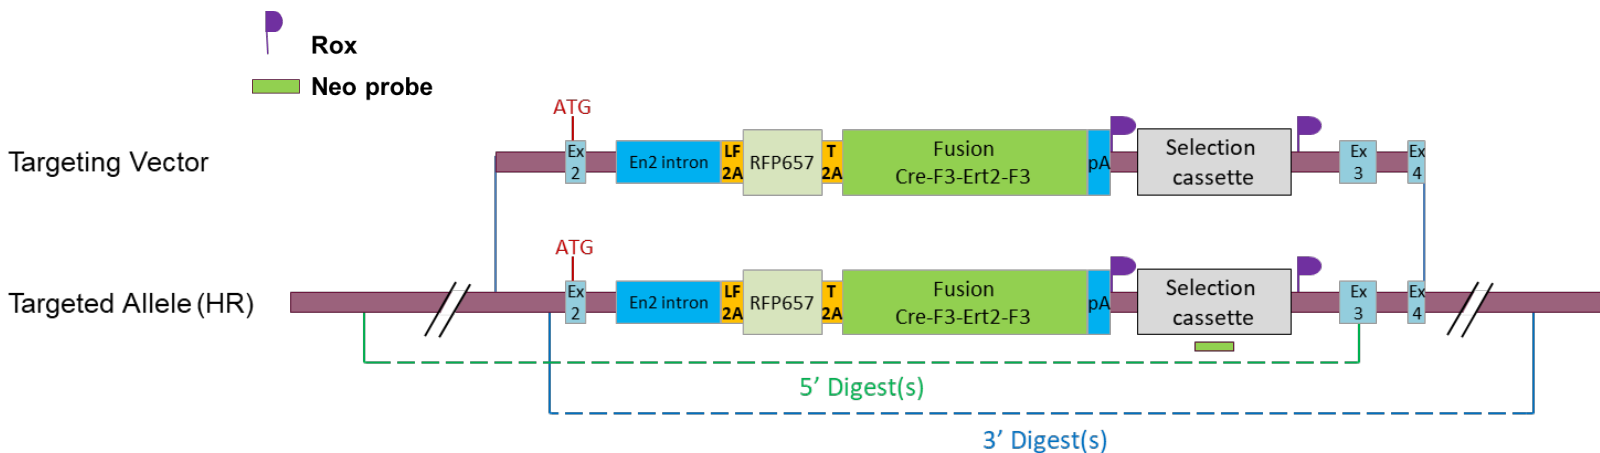 Rox
Neo probe
ATG
Targeting Vector
Ex
2
En2 intron
LF
2A
RFP657
T
2A
Fusion
Cre-F3-Ert2-F3
pA
Selection
cassette
Ex
3
Ex
4
ATG
Targeted Allele (HR)
Ex
2
En2 intron
LF
2A
RFP657
T
2A
Fusion
Cre-F3-Ert2-F3
pA
Selection
cassette
Ex
3
Ex
4
5’ Digest(s)
3’ Digest(s)